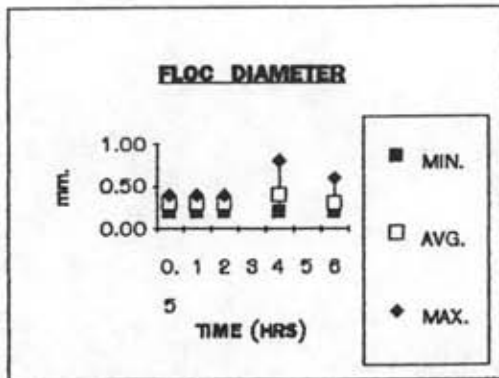 FLOC DIAMETER
1.00
0.50
0.00
mm.
0. 1 2 3 4 5 6
5
TIME (HRS)
MIN.
AVG.
MAX.